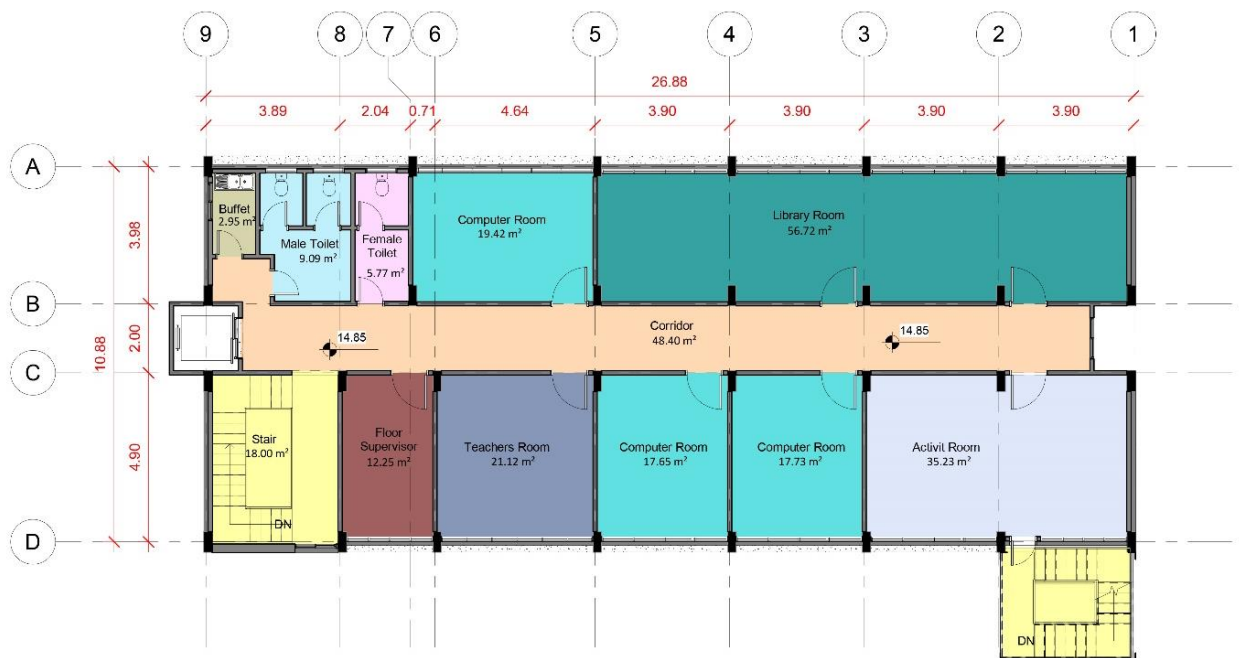 9 8 7 6 5 4 3 2 1
26.88
3.89 2.04 0.71 4.64 3.90 3.90 3.90 3.90
A
Buffet
2.95 m²
Male Toilet
9.09 m²
Female
Toilet
5.77 m²
Computer Room
19.42 m²
Library Room
56.72 m²
3.98
B
10.88
2.00
14.85
Corridor
48.40 m²
14.85
C
4.90
Stair
18.00 m²
DN
Floor
Supervisor
12.25 m²
Teachers Room
21.12 m²
Computer Room
17.65 m²
Computer Room
17.73 m²
Activit Room
35.23 m²
D
DN